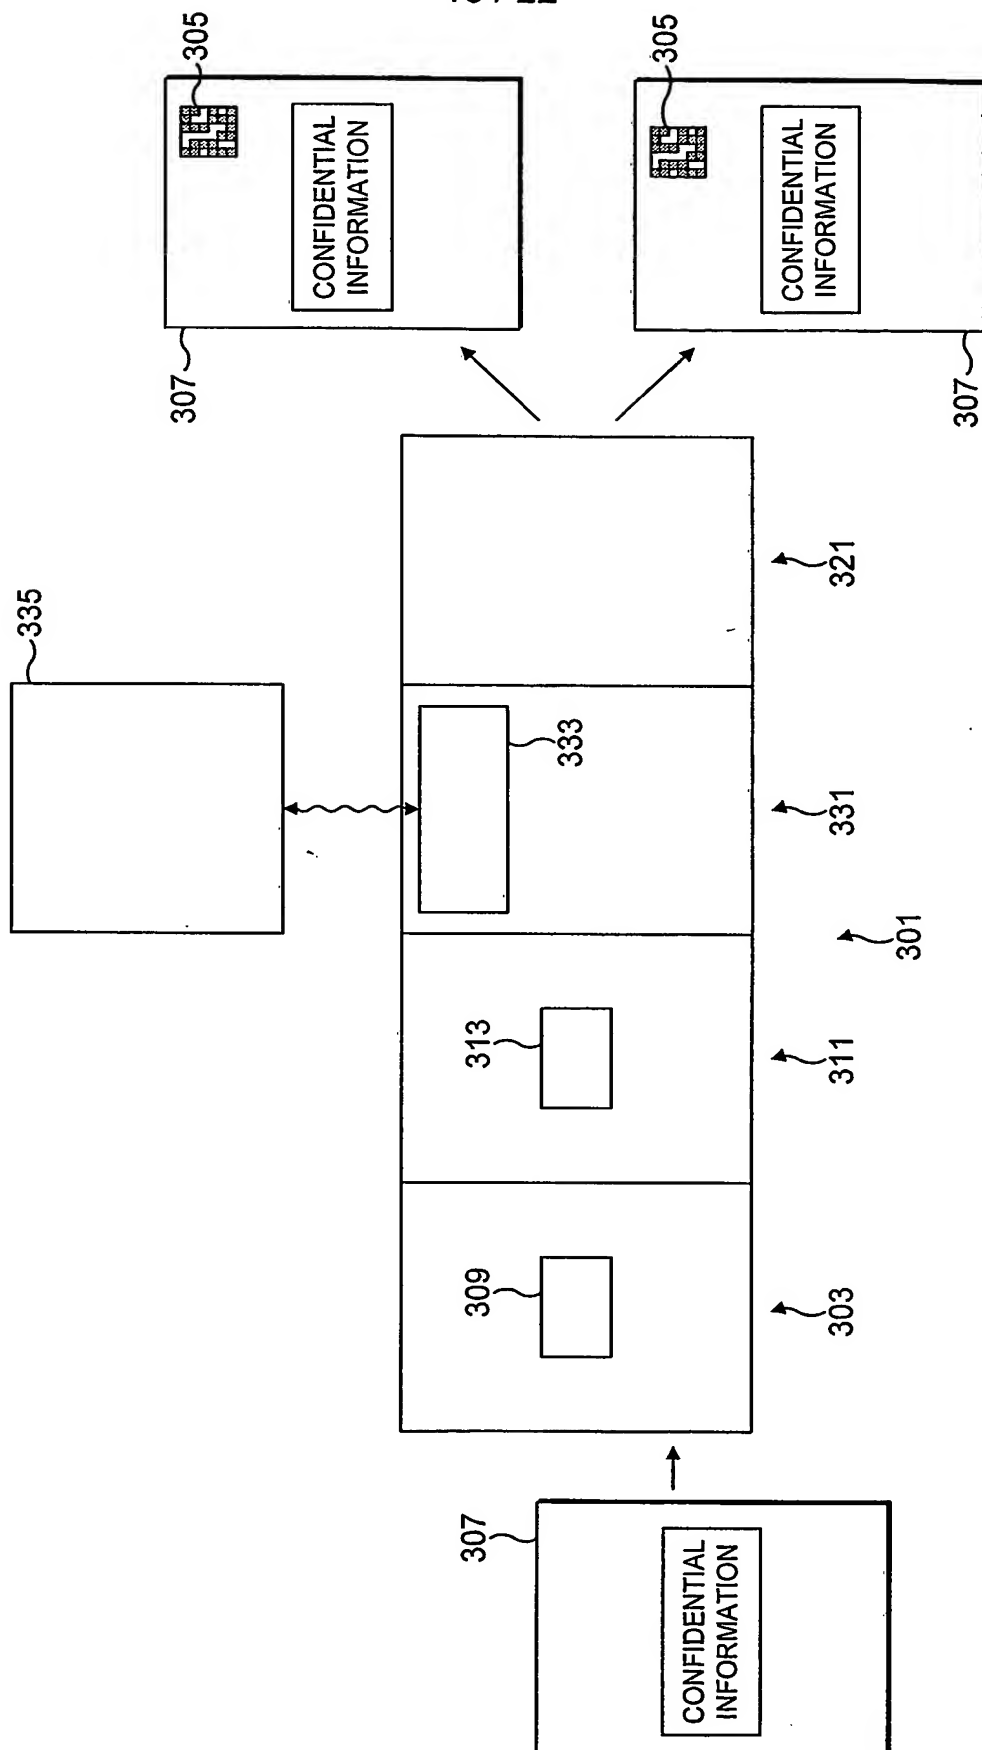 305
CONFIDENTIAL
INFORMATION
307
305
CONFIDENTIAL
INFORMATION
307
335
333
321
331
301
313
311
309
303
307
CONFIDENTIAL
INFORMATION